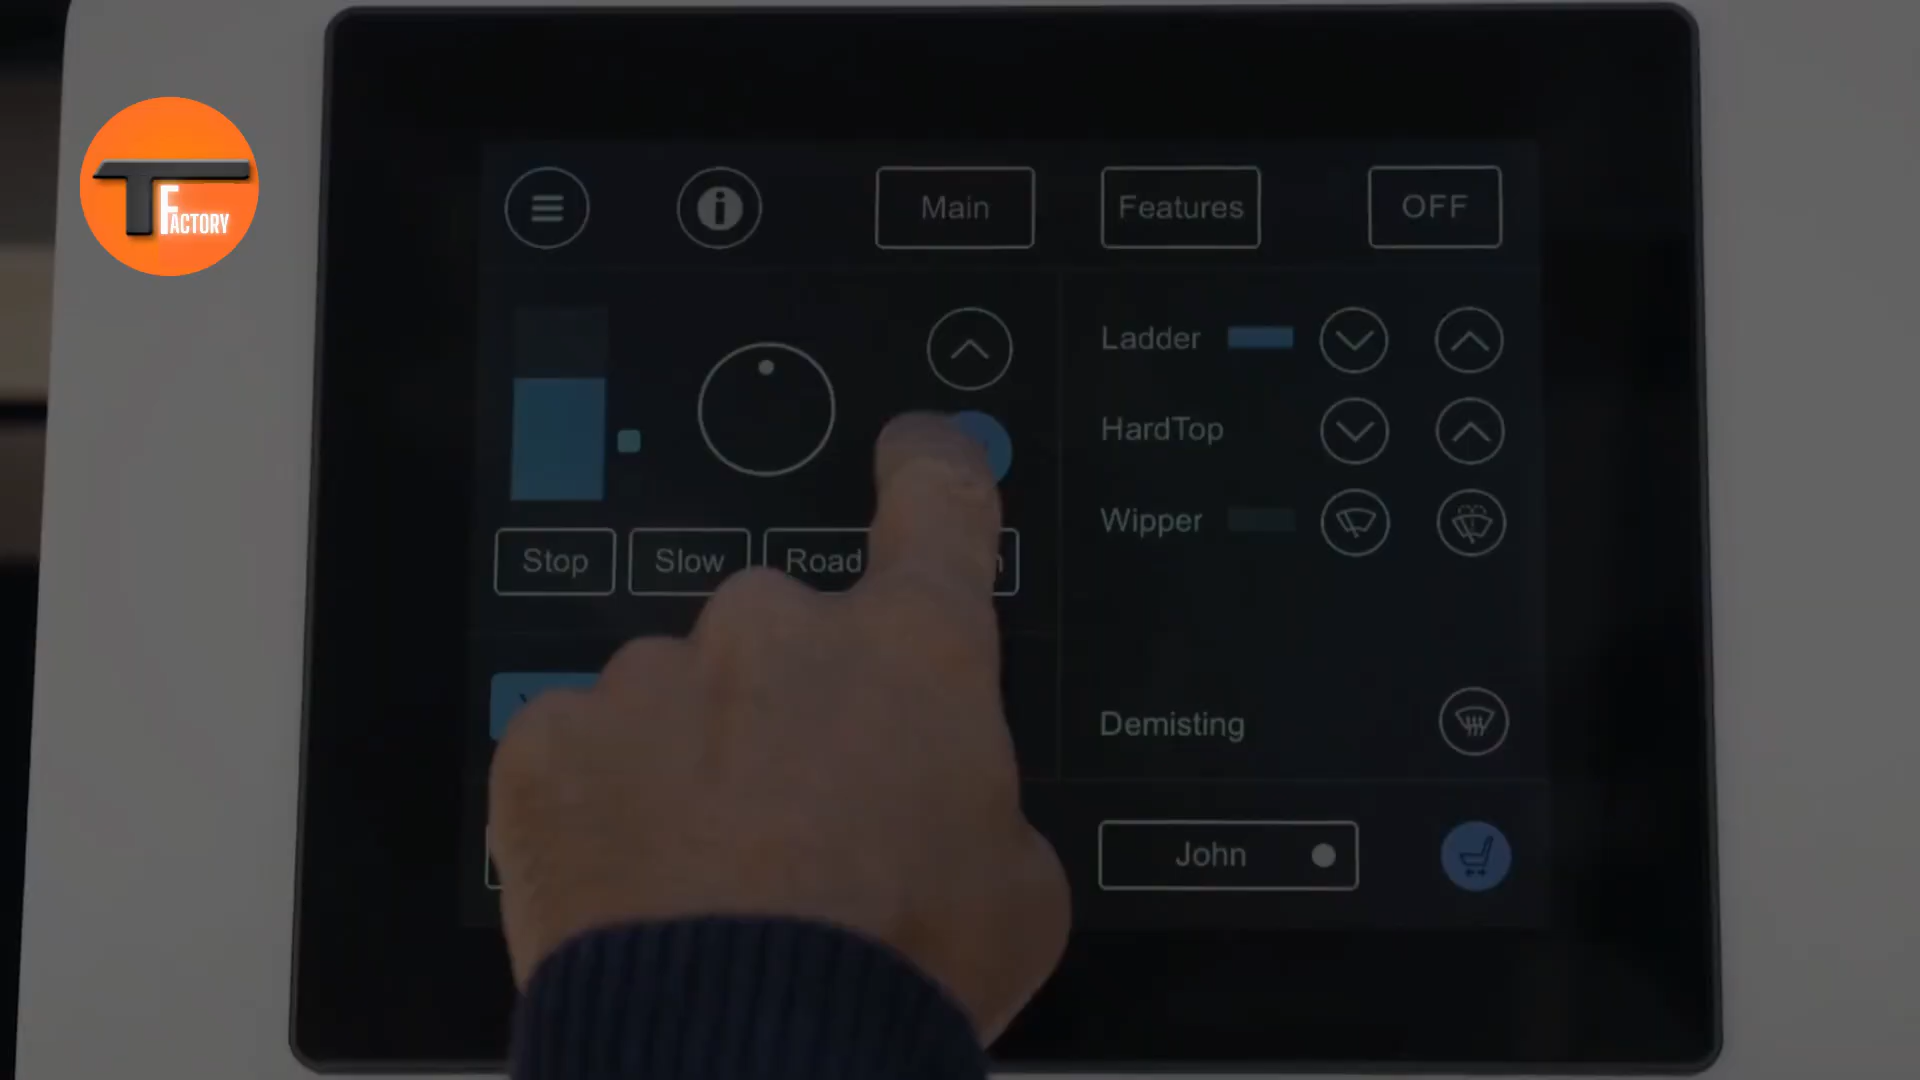 T
FACTORY
Main
Features
OFF
Ladder
HardTop
Wipper
Stop
Slow
Road
Demisting
John